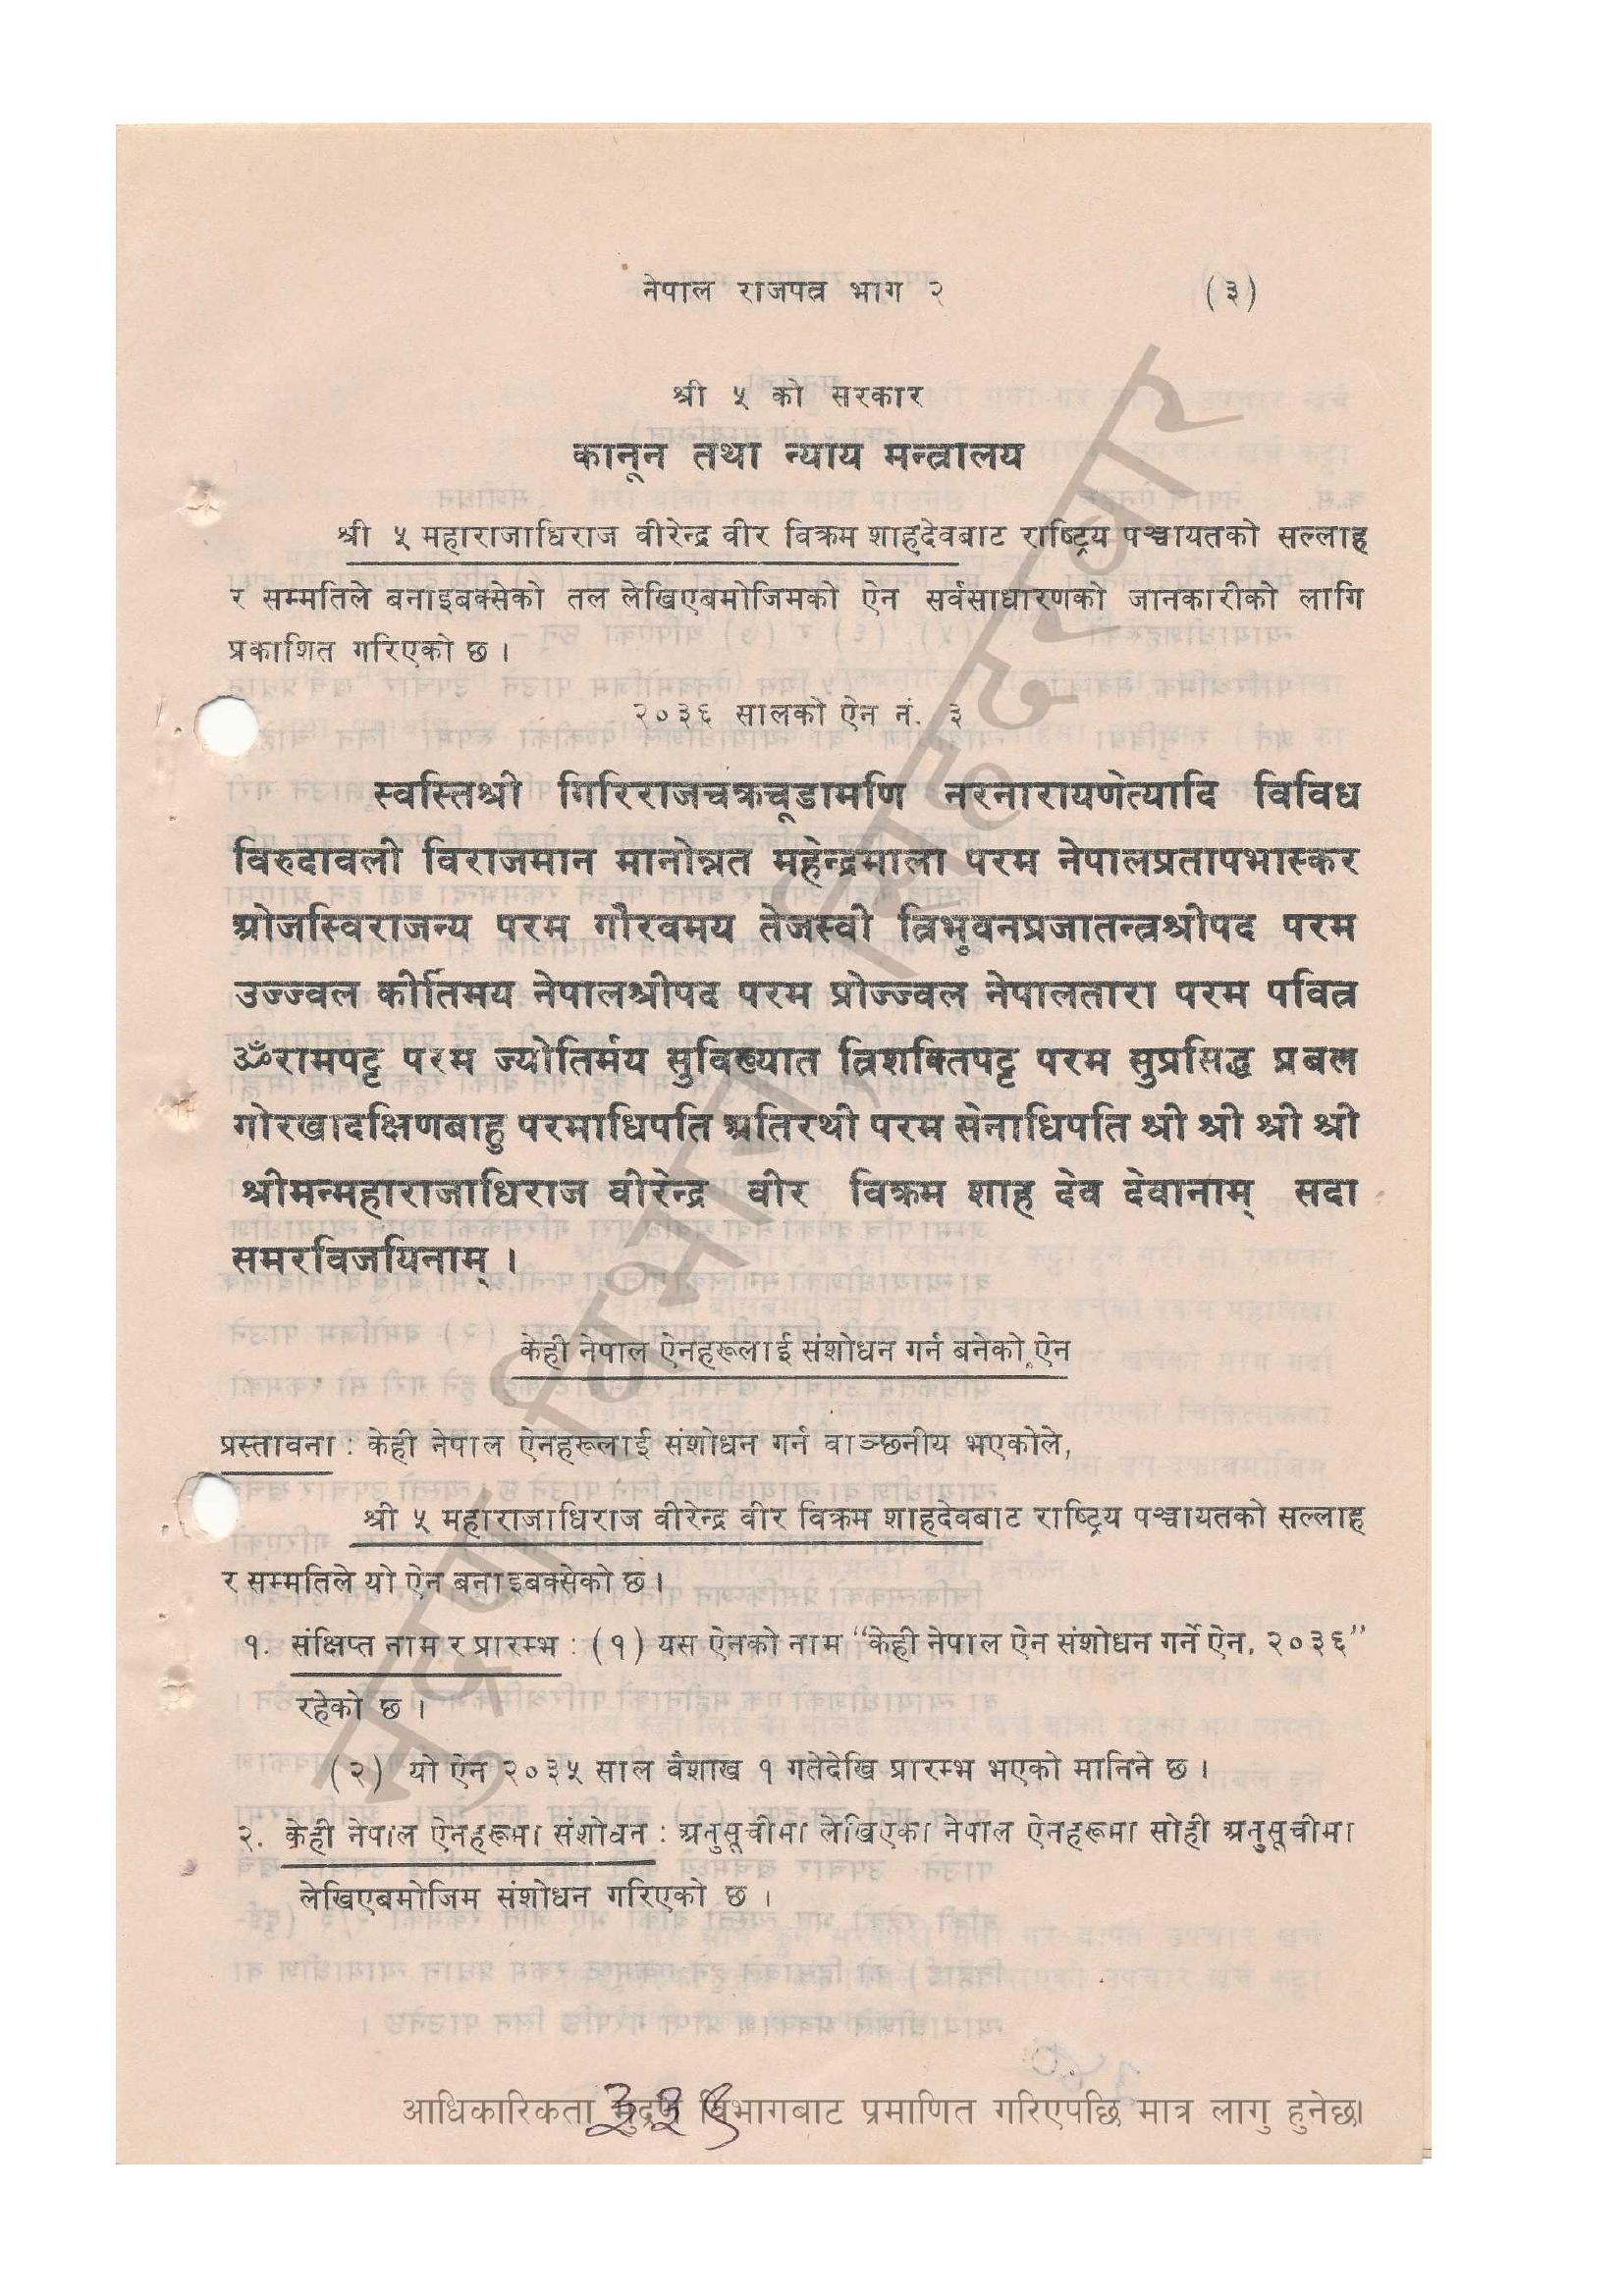 नेपाल राजपत्र भाग २ (३)
श्री ५ को सरकार
कानून तथा न्याय मन्त्रालय
श्री ५ महाराजाधिराज वीरेन्द्र वीर विक्रम शाहदेवबाट राष्ट्रिय पञ्चायतको सल्लाह
र सम्मतिले बनाइबक्सेको तल लेखिएबमोजिमको ऐन सर्वसाधारणको जानकारीको लागि
प्रकाशित गरिएको छ ।
२०३६ सालको ऐन नं. ३
स्वस्तिश्री गिरिराजचक्रचूडामणि नरनारायणेत्यादि विविध
विरुदावली विराजमान मानोन्नत महेन्द्रमाला परम नेपालप्रतापभास्कर
ओजस्विराजन्य परम गौरवमय तेजस्वी त्रिभुवनप्रजातन्त्रश्रीपद परम
उज्ज्वल कीर्तिमय नेपालश्रीपद परम प्रोज्ज्वल नेपालतारा परम पवित्र
ॐरामपट्ट परम ज्योतिर्मय सुविख्यात त्रिशक्तिपट्ट परम सुप्रसिद्ध प्रबल
गोरखादक्षिणबाहु परमाधिपति अतिरथी परम सेनाधिपति श्री श्री श्री श्री
श्रीमन्महाराजाधिराज वीरेन्द्र वीर विक्रम शाह देव देवानाम् सदा
समरविजयिनाम् ।
केही नेपाल ऐनहरूलाई संशोधन गर्न बनेको ऐन
प्रस्तावना : केही नेपाल ऐनहरूलाई संशोधन गर्न वाञ्छनीय भएकोले,
श्री ५ महाराजाधिराज वीरेन्द्र वीर विक्रम शाहदेवबाट राष्ट्रिय पञ्चायतको सल्लाह
र सम्मतिले यो ऐन बनाइबक्सेको छ ।
१. संक्षिप्त नाम र प्रारम्भ : (१) यस ऐनको नाम “केही नेपाल ऐन संशोधन गर्ने ऐन, २०३६”
रहेको छ ।
(२) यो ऐन २०३५ साल वैशाख १ गतेदेखि प्रारम्भ भएको मानिने छ ।
२. केही नेपाल ऐनहरूमा संशोधन : अनुसूचीमा लेखिएका नेपाल ऐनहरूमा सोही अनुसूचीमा
लेखिएबमोजिम संशोधन गरिएको छ ।
मुद्रण विभाग, सिंहदरबार
आधिकारिकता मुद्रण विभागबाट प्रमाणित गरिएपछि मात्र लागु हुनेछ।